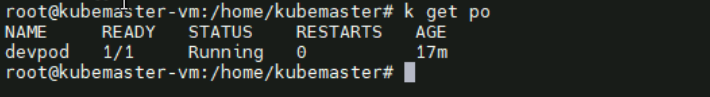 root@kubemaster-vm:/home/kubemaster# k get po
NAME READY STATUS RESTARTS AGE
devpod 1/1 Running 0 17m
root@kubemaster-vm:/home/kubemaster#